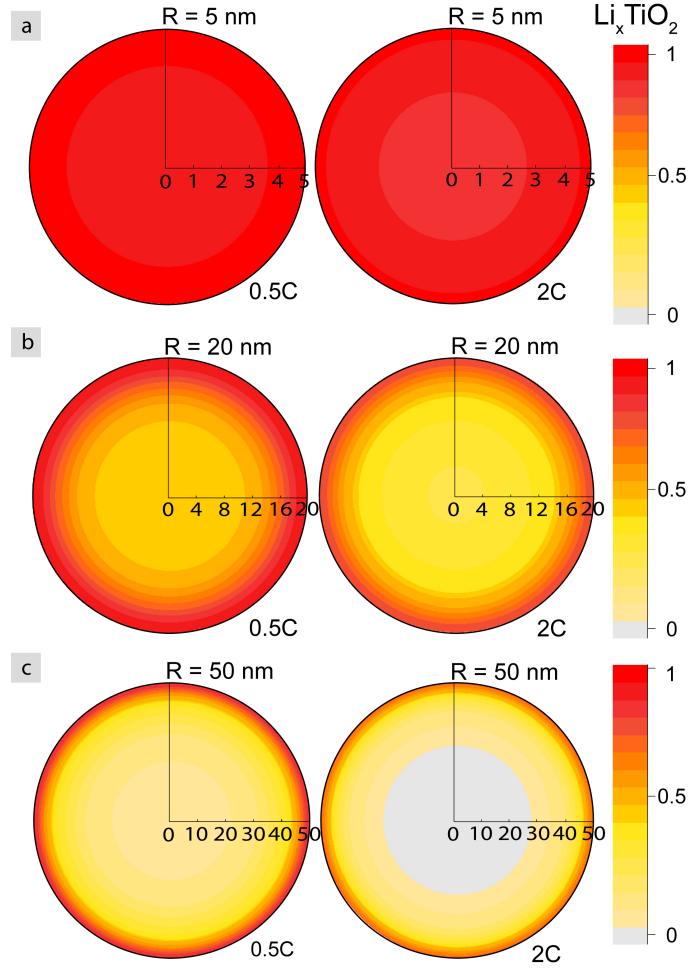 a
R = 5 nm
R = 5 nm
LiₓTiO₂
0 1 2 3 4 5
0 1 2 3 4 5
0.5C
2C
1
0.5
0
b
R = 20 nm
R = 20 nm
0 4 8 12 16 20
0 4 8 12 16 20
0.5C
2C
1
0.5
0
c
R = 50 nm
R = 50 nm
0 10 20 30 40 50
0 10 20 30 40 50
0.5C
2C
1
0.5
0